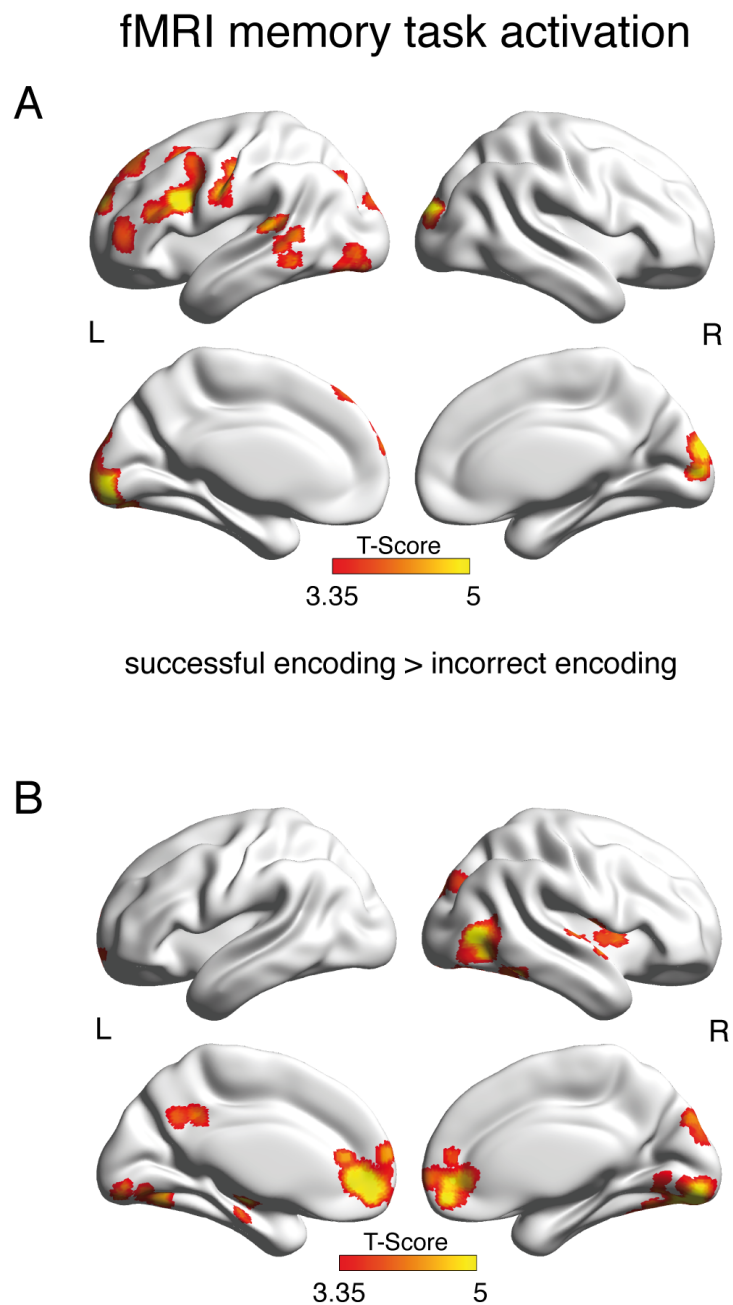 fMRI memory task activation
A
L
R
T-Score
3.35 5
successful encoding > incorrect encoding
B
L
R
T-Score
3.35 5